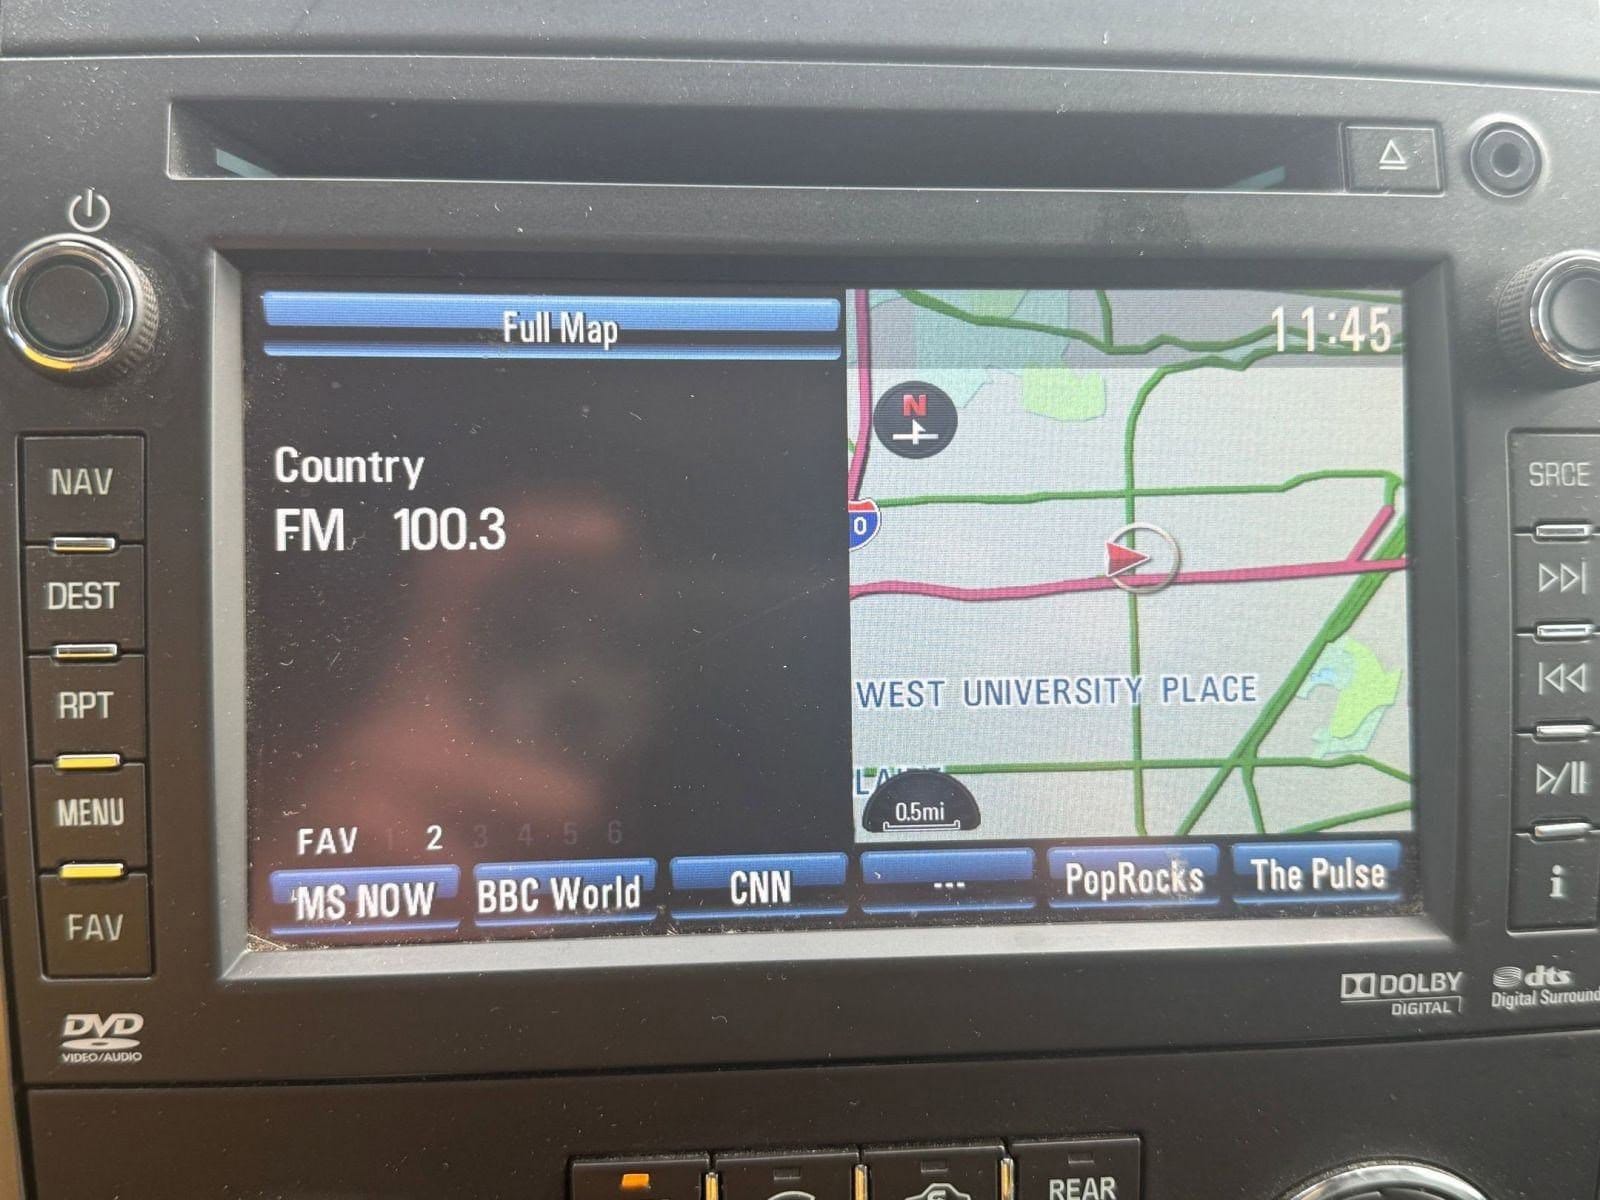 NAV
DEST
RPT
MENU
FAV
DVD
VIDEO/AUDIO
Full Map
Country
FM 100.3
FAV 1 2 3 4 5 6
MS NOW
BBC World
CNN
---
PopRocks
The Pulse
11:45
N
0
WEST UNIVERSITY PLACE
0.5mi
SRCE
i
DOLBY
DIGITAL
dts
Digital Surround
REAR